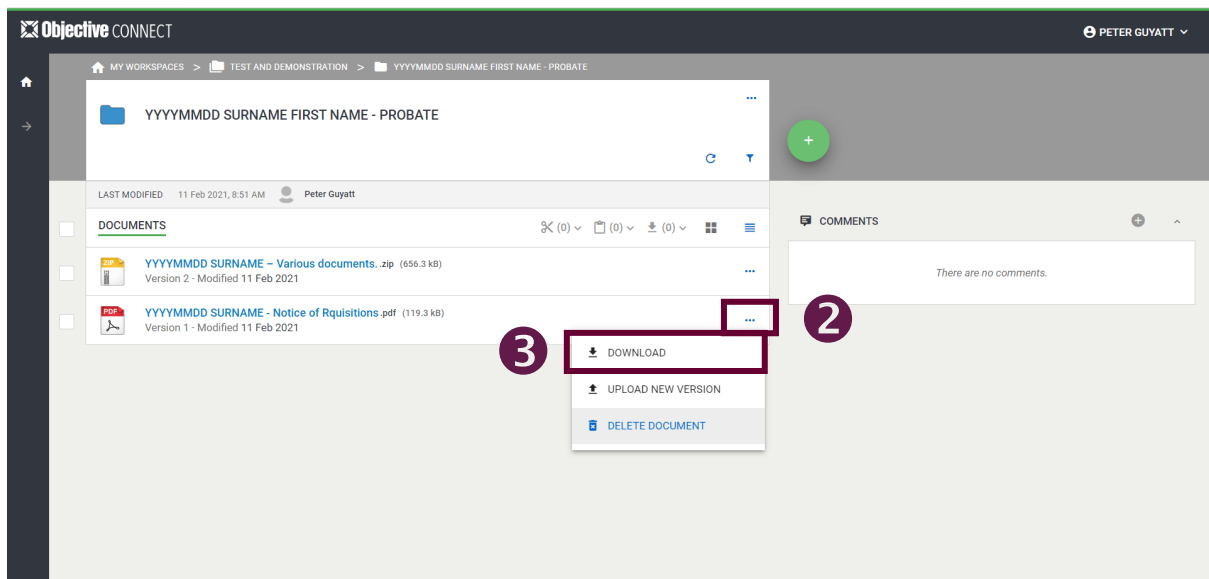 Objective CONNECT
PETER GUYATT
MY WORKSPACES > TEST AND DEMONSTRATION > YYYYMMDD SURNAME FIRST NAME - PROBATE
YYYYMMDD SURNAME FIRST NAME - PROBATE
LAST MODIFIED 11 Feb 2021, 8:51 AM Peter Guyatt
DOCUMENTS (0) (0) (0)
COMMENTS
There are no comments.
ZIP
YYYYMMDD SURNAME – Various documents. .zip (656.3 kB)
Version 2 - Modified 11 Feb 2021
PDF
YYYYMMDD SURNAME - Notice of Rquisitions .pdf (119.3 kB)
Version 1 - Modified 11 Feb 2021
2
3
DOWNLOAD
UPLOAD NEW VERSION
DELETE DOCUMENT